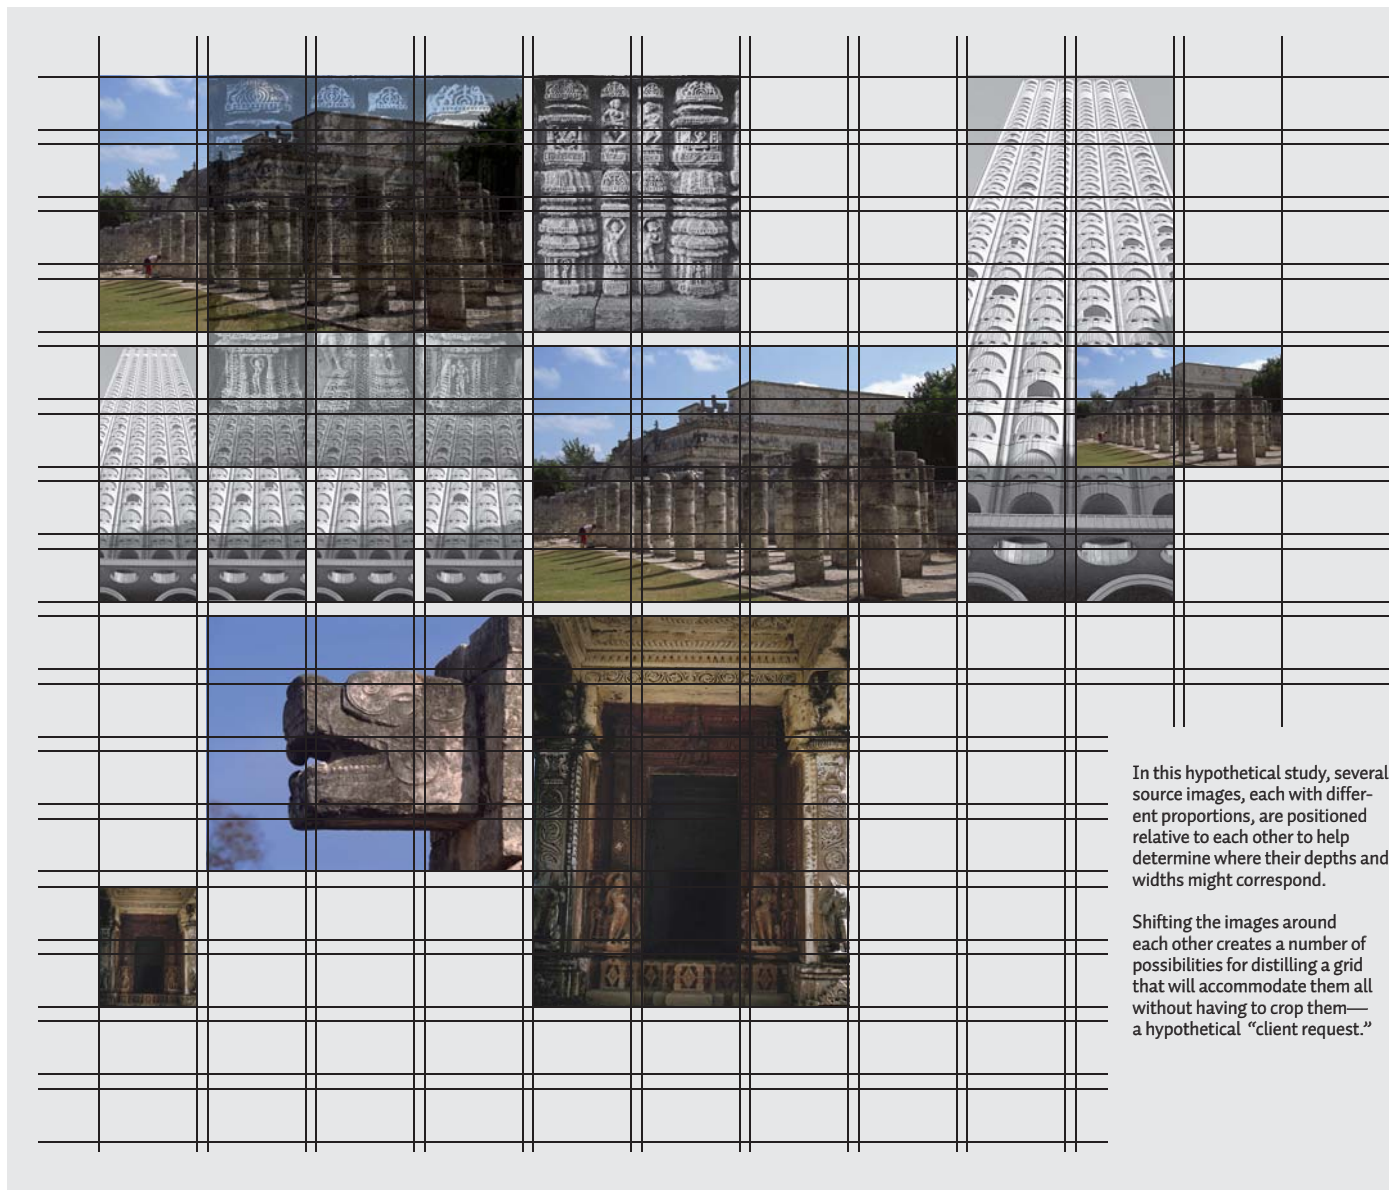 In this hypothetical study, several
source images, each with differ-
ent proportions, are positioned
relative to each other to help
determine where their depths and
widths might correspond.
Shifting the images around
each other creates a number of
possibilities for distilling a grid
that will accommodate them all
without having to crop them—
a hypothetical “client request.”